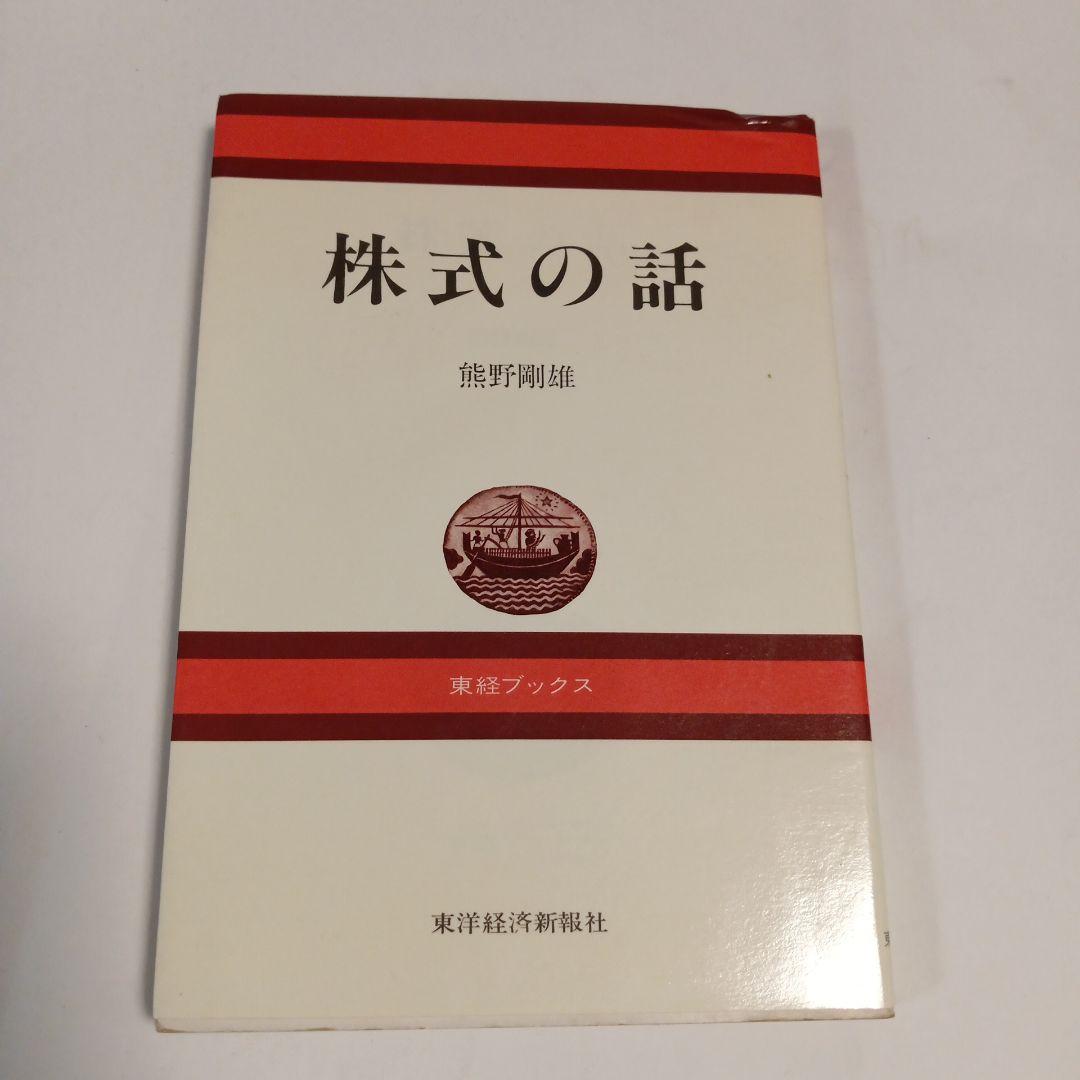 株式の話
熊野剛雄
東経ブックス
東洋経済新報社